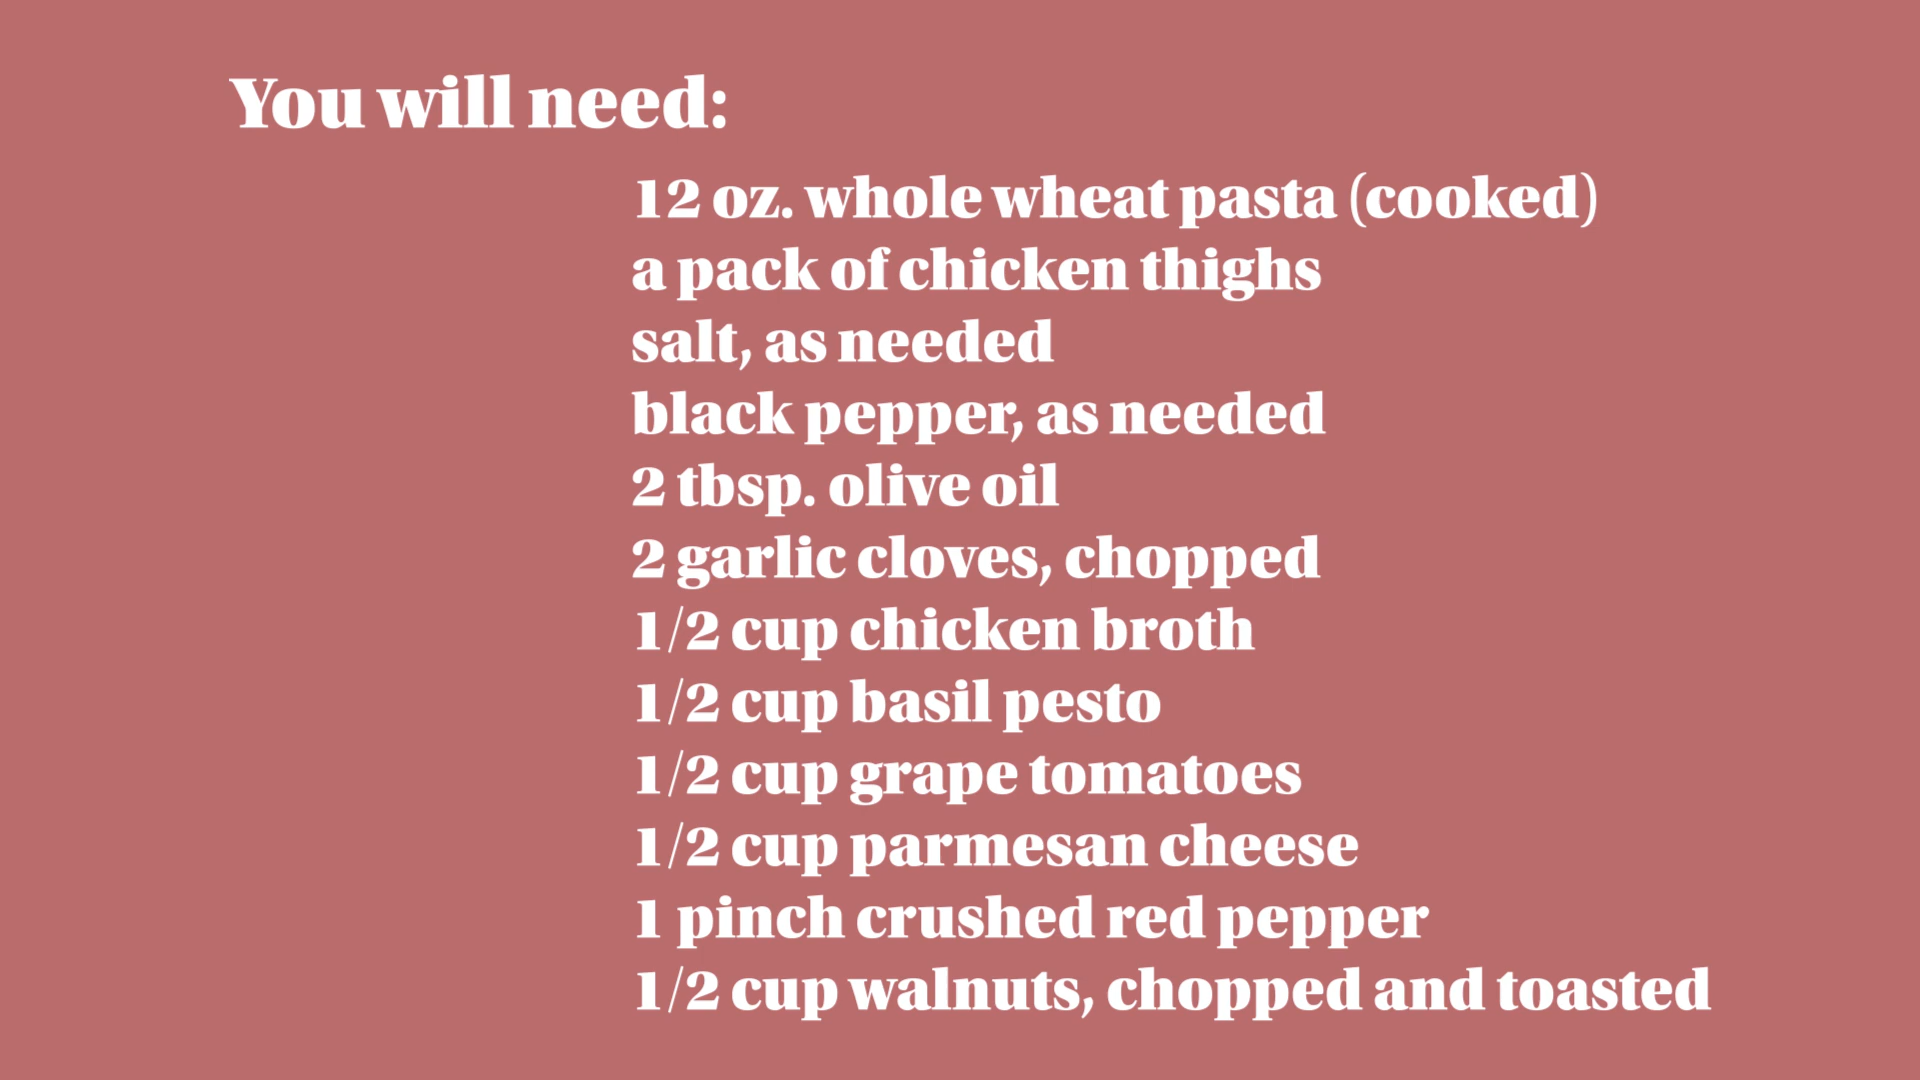 You will need:
12 oz. whole wheat pasta (cooked)
a pack of chicken thighs
salt, as needed
black pepper, as needed
2 tbsp. olive oil
2 garlic cloves, chopped
1/2 cup chicken broth
1/2 cup basil pesto
1/2 cup grape tomatoes
1/2 cup parmesan cheese
1 pinch crushed red pepper
1/2 cup walnuts, chopped and toasted